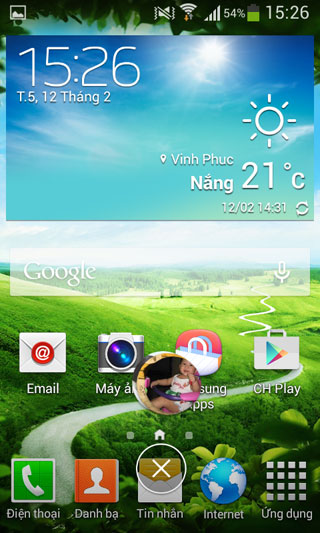 54% 15:26
15:26
T.5, 12 Tháng 2
Vinh Phuc
Nắng 21°c
12/02 14:31
Google
Email
Máy ả
sung
CH Play
pps
Điện thoại
Danh bạ
Tin nhắn
Internet
Ứng dụng